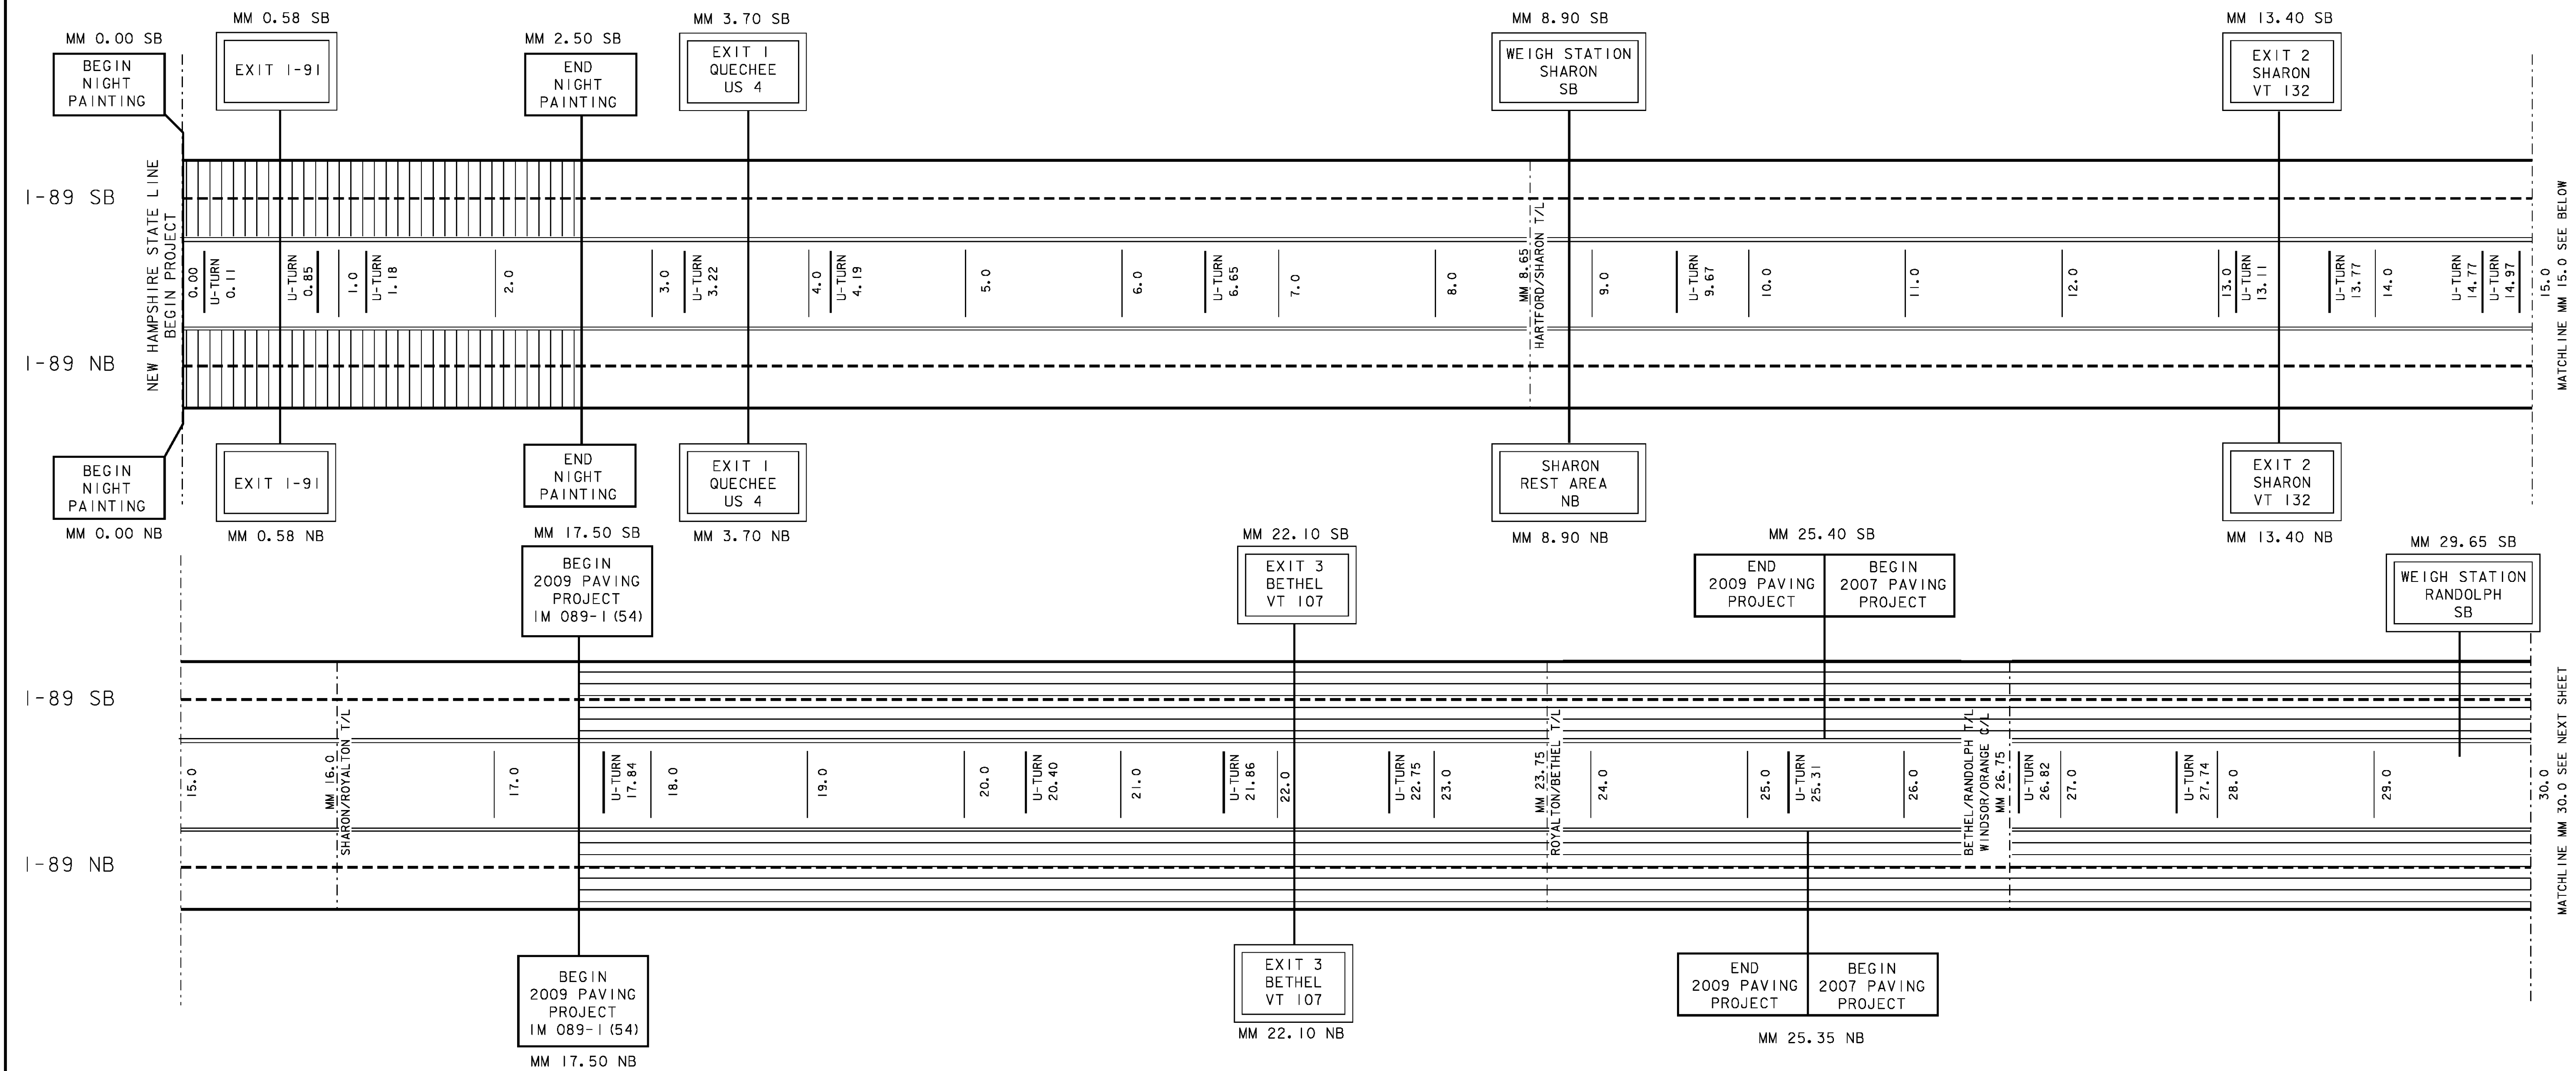 MM 0.00 SB
BEGIN
NIGHT
PAINTING
MM 0.58 SB
EXIT I-91
MM 2.50 SB
END
NIGHT
PAINTING
MM 3.70 SB
EXIT 1
QUECHEE
US 4
MM 8.90 SB
WEIGH STATION
SHARON
SB
MM 13.40 SB
EXIT 2
SHARON
VT 132
I-89 SB
I-89 NB
NEW HAMPSHIRE STATE LINE
BEGIN PROJECT
0.00
U-TURN
0.11
U-TURN
0.85
1.0
U-TURN
1.18
2.0
3.0
U-TURN
3.22
4.0
U-TURN
4.19
5.0
6.0
U-TURN
6.65
7.0
8.0
MM 8.65
HARTFORD/SHARON T/L
9.0
U-TURN
9.67
10.0
11.0
12.0
13.0
U-TURN
13.11
U-TURN
13.77
14.0
U-TURN
14.77
U-TURN
14.97
15.0
MATCHLINE MM 15.0 SEE BELOW
BEGIN
NIGHT
PAINTING
MM 0.00 NB
EXIT I-91
MM 0.58 NB
END
NIGHT
PAINTING
EXIT 1
QUECHEE
US 4
MM 3.70 NB
SHARON
REST AREA
NB
MM 8.90 NB
EXIT 2
SHARON
VT 132
MM 13.40 NB
MM 17.50 SB
BEGIN
2009 PAVING
PROJECT
IM 089-1(54)
MM 22.10 SB
EXIT 3
BETHEL
VT 107
MM 25.40 SB
END
2009 PAVING
PROJECT
BEGIN
2007 PAVING
PROJECT
MM 29.65 SB
WEIGH STATION
RANDOLPH
SB
I-89 SB
I-89 NB
15.0
MM 16.0
SHARON/ROYALTON T/L
17.0
U-TURN
17.84
18.0
19.0
20.0
U-TURN
20.40
21.0
U-TURN
21.86
22.0
U-TURN
22.75
23.0
MM 23.75
ROYALTON/BETHEL T/L
24.0
25.0
U-TURN
25.31
26.0
BETHEL/RANDOLPH T/L
WINDSOR/ORANGE C/L
MM 26.75
U-TURN
26.82
27.0
U-TURN
27.74
28.0
29.0
30.0
MATCHLINE MM 30.0 SEE NEXT SHEET
BEGIN
2009 PAVING
PROJECT
IM 089-1(54)
MM 17.50 NB
EXIT 3
BETHEL
VT 107
MM 22.10 NB
END
2009 PAVING
PROJECT
BEGIN
2007 PAVING
PROJECT
MM 25.35 NB